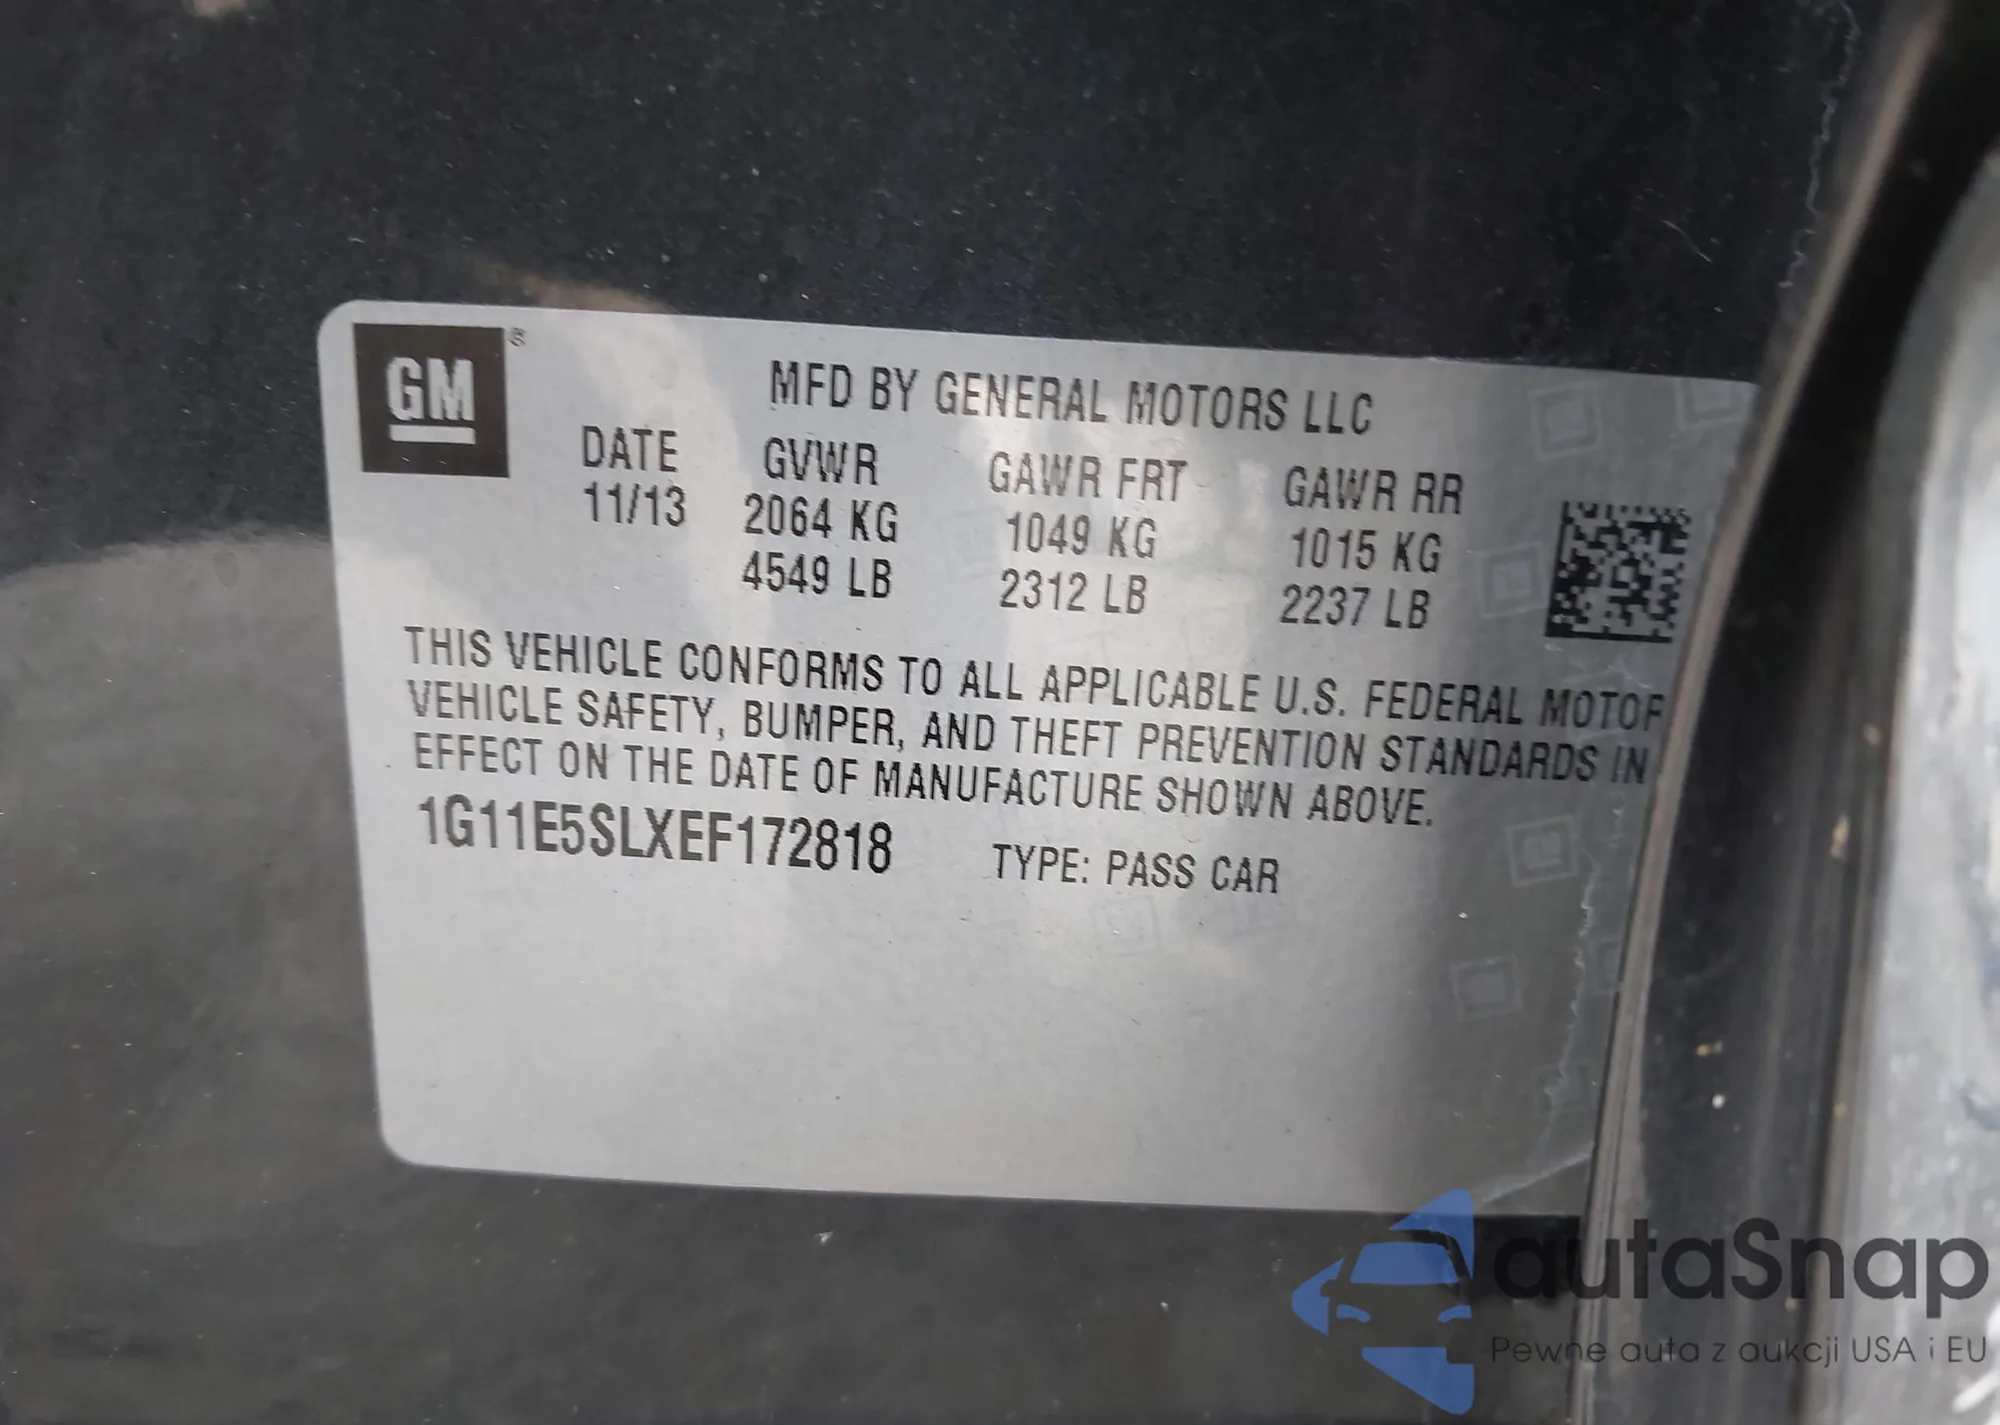 GM ®
MFD BY GENERAL MOTORS LLC
DATE GVWR GAWR FRT GAWR RR
11/13 2064 KG 1049 KG 1015 KG
4549 LB 2312 LB 2237 LB
THIS VEHICLE CONFORMS TO ALL APPLICABLE U.S. FEDERAL MOTOR
VEHICLE SAFETY, BUMPER, AND THEFT PREVENTION STANDARDS IN
EFFECT ON THE DATE OF MANUFACTURE SHOWN ABOVE.
1G11E5SLXEF172818 TYPE: PASS CAR
autaSnap
Pewne auta z aukcji USA i EU